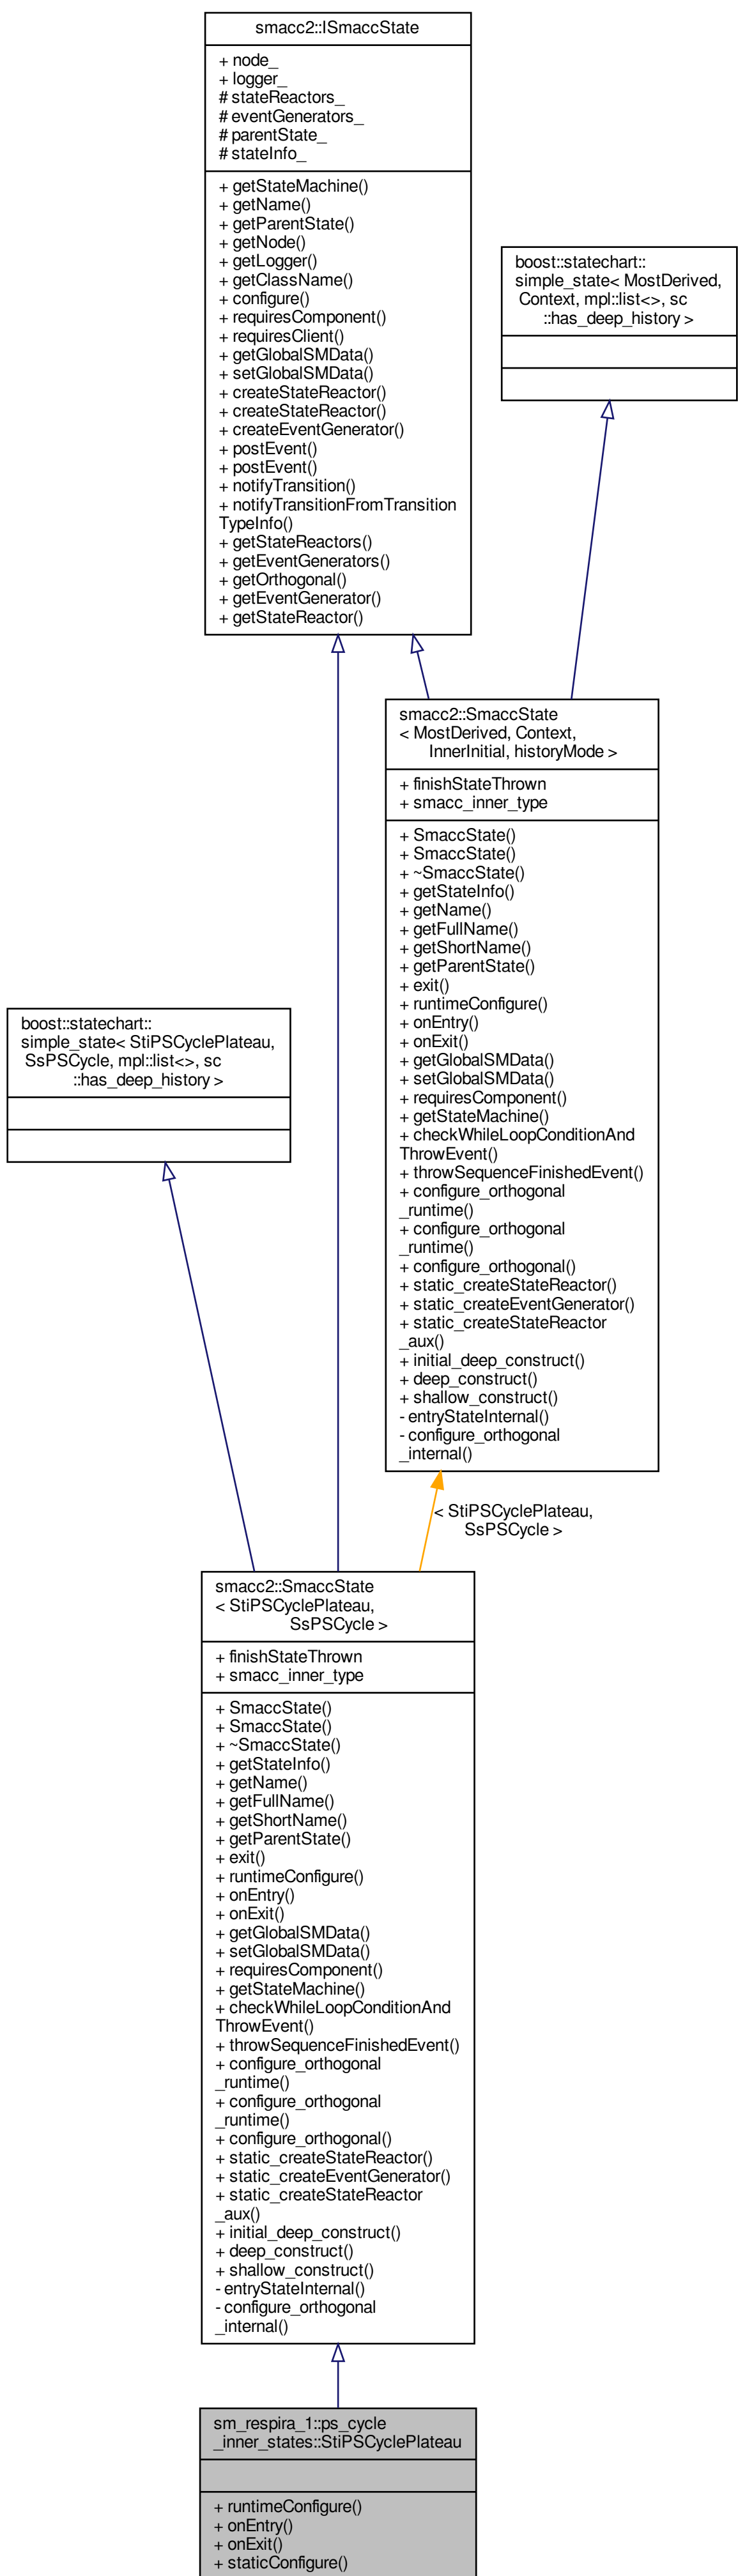 smacc2::ISmaccState
+ node_
+ logger_
# stateReactors_
# eventGenerators_
# parentState_
# stateInfo_
+ getStateMachine()
+ getName()
+ getParentState()
+ getNode()
+ getLogger()
+ getClassName()
+ configure()
+ requiresComponent()
+ requiresClient()
+ getGlobalSMData()
+ setGlobalSMData()
+ createStateReactor()
+ createStateReactor()
+ createEventGenerator()
+ postEvent()
+ postEvent()
+ notifyTransition()
+ notifyTransitionFromTransition
TypeInfo()
+ getStateReactors()
+ getEventGenerators()
+ getOrthogonal()
+ getEventGenerator()
+ getStateReactor()
boost::statechart::
simple_state< MostDerived,
Context, mpl::list<>, sc
::has_deep_history >
smacc2::SmaccState
< MostDerived, Context,
InnerInitial, historyMode >
+ finishStateThrown
+ smacc_inner_type
+ SmaccState()
+ SmaccState()
+ ~SmaccState()
+ getStateInfo()
+ getName()
+ getFullName()
+ getShortName()
+ getParentState()
+ exit()
+ runtimeConfigure()
+ onEntry()
+ onExit()
+ getGlobalSMData()
+ setGlobalSMData()
+ requiresComponent()
+ getStateMachine()
+ checkWhileLoopConditionAnd
ThrowEvent()
+ throwSequenceFinishedEvent()
+ configure_orthogonal
_runtime()
+ configure_orthogonal
_runtime()
+ configure_orthogonal()
+ static_createStateReactor()
+ static_createEventGenerator()
+ static_createStateReactor
_aux()
+ initial_deep_construct()
+ deep_construct()
+ shallow_construct()
- entryStateInternal()
- configure_orthogonal
_internal()
boost::statechart::
simple_state< StiPSCyclePlateau,
SsPSCycle, mpl::list<>, sc
::has_deep_history >
< StiPSCyclePlateau,
SsPSCycle >
smacc2::SmaccState
< StiPSCyclePlateau,
SsPSCycle >
+ finishStateThrown
+ smacc_inner_type
+ SmaccState()
+ SmaccState()
+ ~SmaccState()
+ getStateInfo()
+ getName()
+ getFullName()
+ getShortName()
+ getParentState()
+ exit()
+ runtimeConfigure()
+ onEntry()
+ onExit()
+ getGlobalSMData()
+ setGlobalSMData()
+ requiresComponent()
+ getStateMachine()
+ checkWhileLoopConditionAnd
ThrowEvent()
+ throwSequenceFinishedEvent()
+ configure_orthogonal
_runtime()
+ configure_orthogonal
_runtime()
+ configure_orthogonal()
+ static_createStateReactor()
+ static_createEventGenerator()
+ static_createStateReactor
_aux()
+ initial_deep_construct()
+ deep_construct()
+ shallow_construct()
- entryStateInternal()
- configure_orthogonal
_internal()
sm_respira_1::ps_cycle
_inner_states::StiPSCyclePlateau
+ runtimeConfigure()
+ onEntry()
+ onExit()
+ staticConfigure()